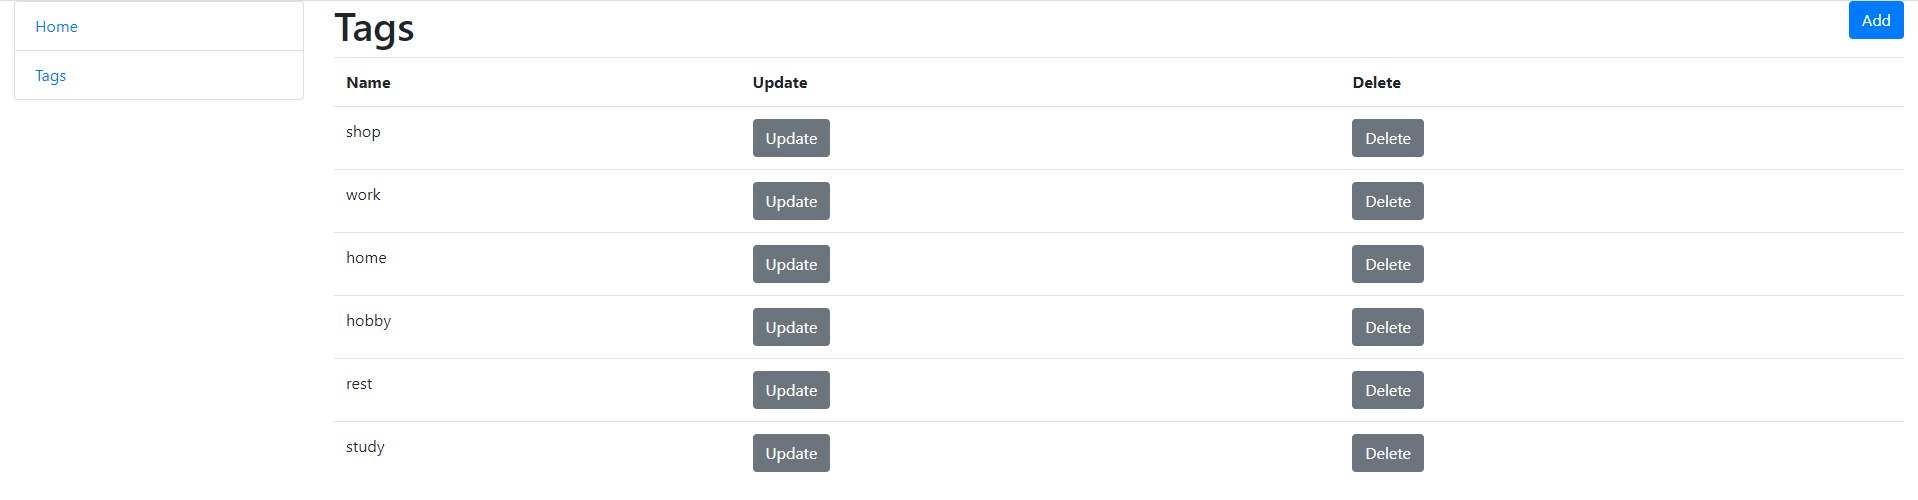 Home
Tags
Tags
Add
Name Update Delete
shop Update Delete
work Update Delete
home Update Delete
hobby Update Delete
rest Update Delete
study Update Delete